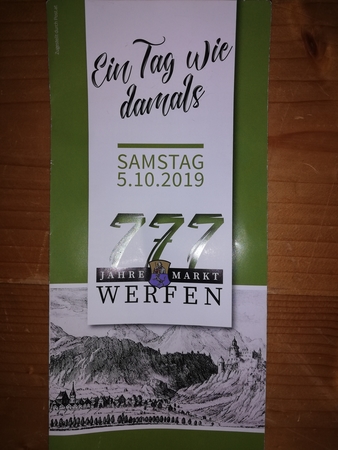 Ein Tag wie
damals
SAMSTAG
5.10.2019
777
JAHRE MARKT
WERFEN